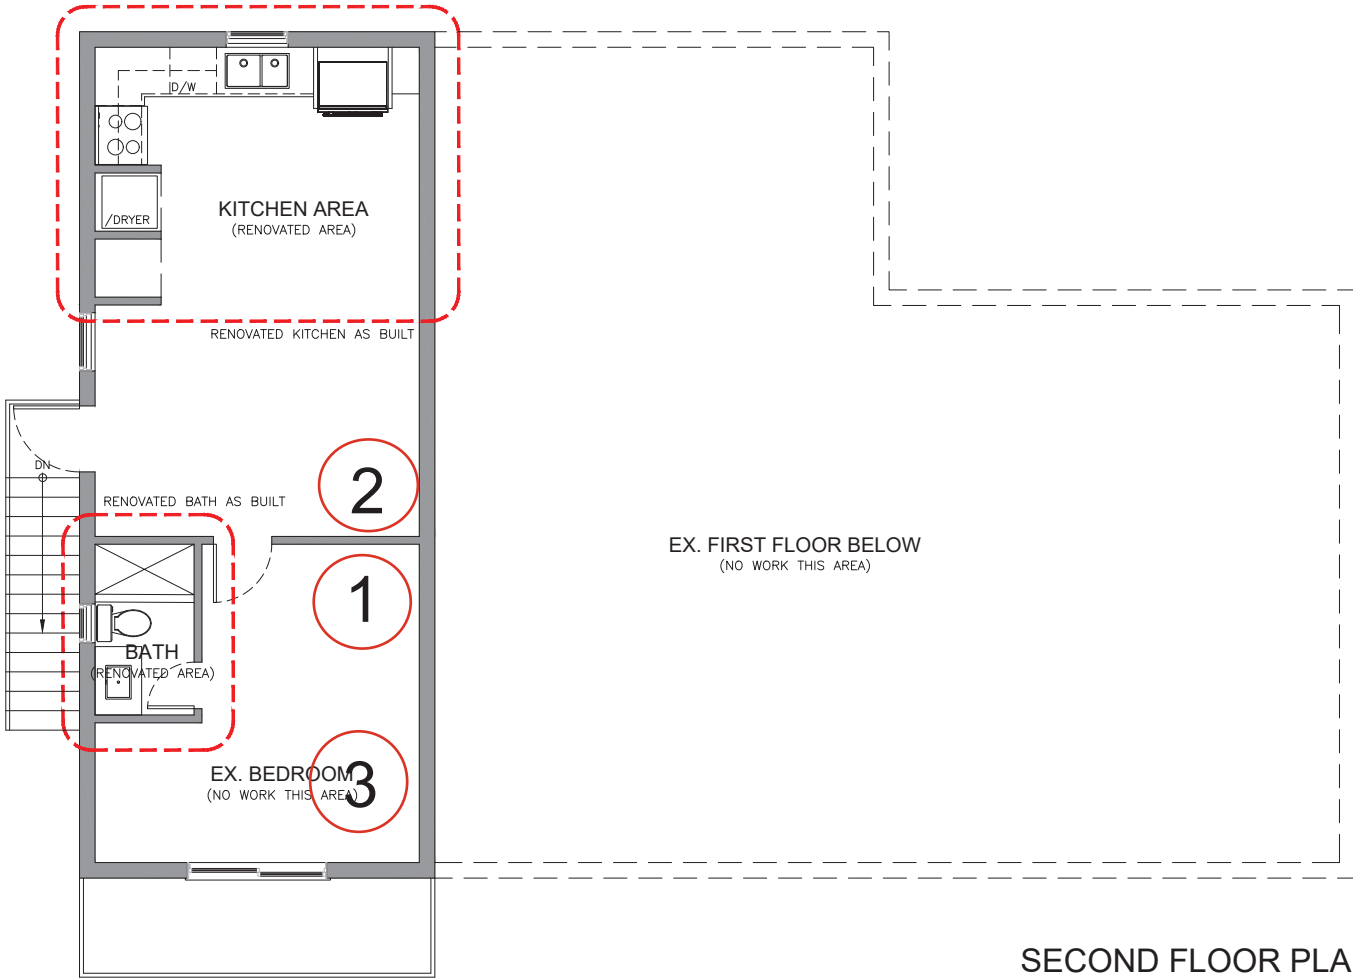 D/W
/DRYER
KITCHEN AREA
(RENOVATED AREA)
RENOVATED KITCHEN AS BUILT
DN
2
RENOVATED BATH AS BUILT
EX. FIRST FLOOR BELOW
(NO WORK THIS AREA)
1
BATH
(RENOVATED AREA)
EX. BEDROOM
(NO WORK THIS AREA)
3
SECOND FLOOR PLA